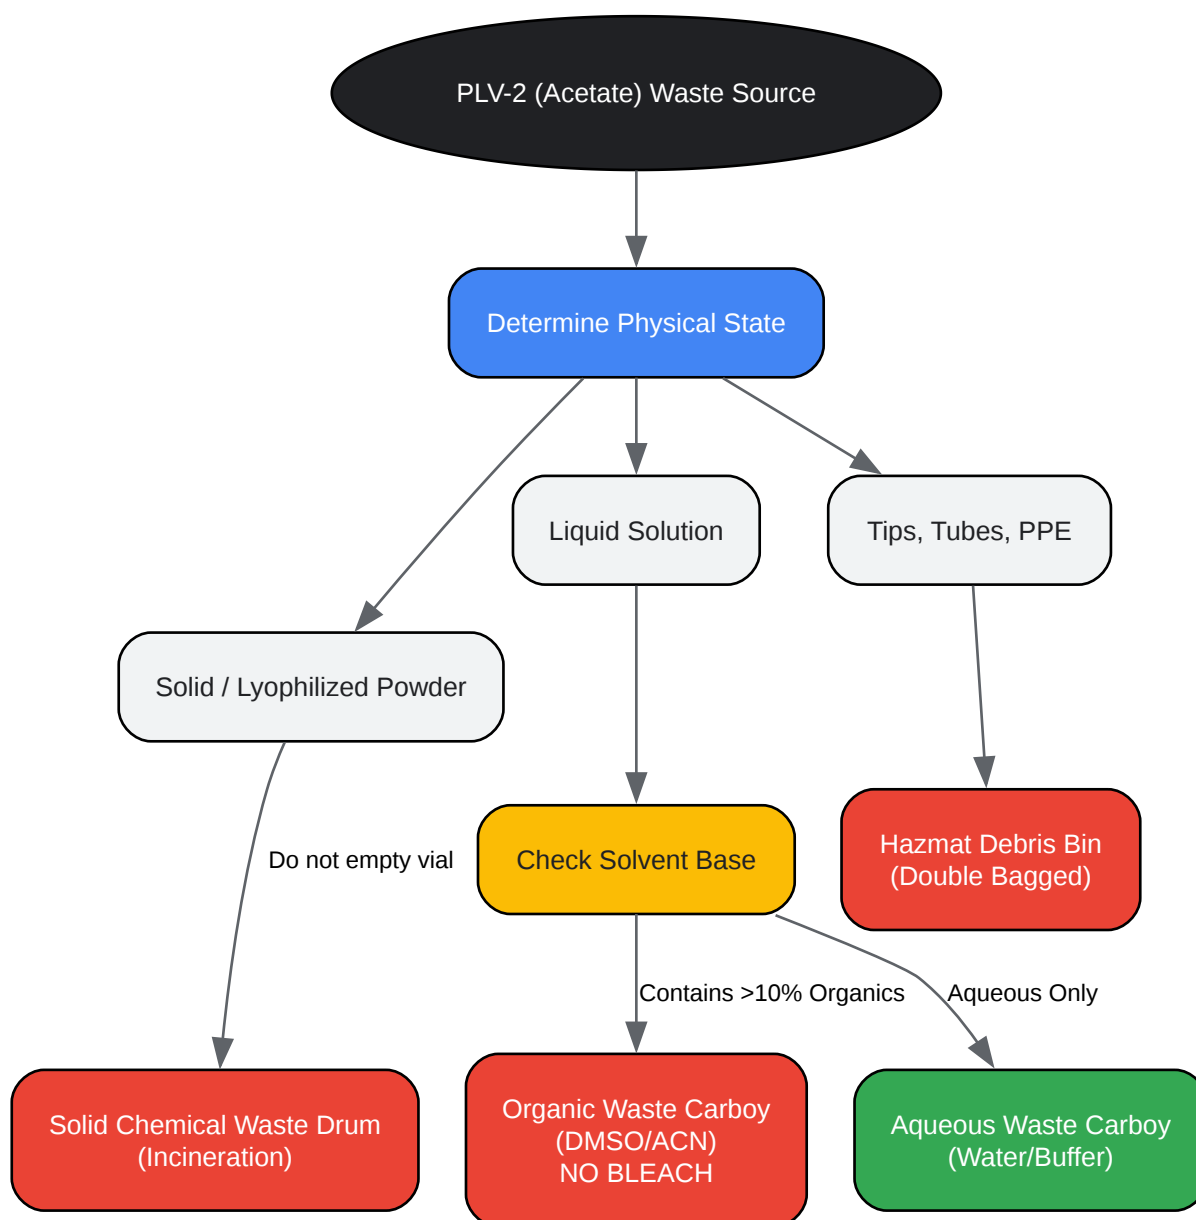 PLV-2 (Acetate) Waste Source
Determine Physical State
Liquid Solution
Tips, Tubes, PPE
Solid / Lyophilized Powder
Do not empty vial
Check Solvent Base
Hazmat Debris Bin
(Double Bagged)
Contains >10% Organics
Aqueous Only
Solid Chemical Waste Drum
(Incineration)
Organic Waste Carboy
(DMSO/ACN)
NO BLEACH
Aqueous Waste Carboy
(Water/Buffer)